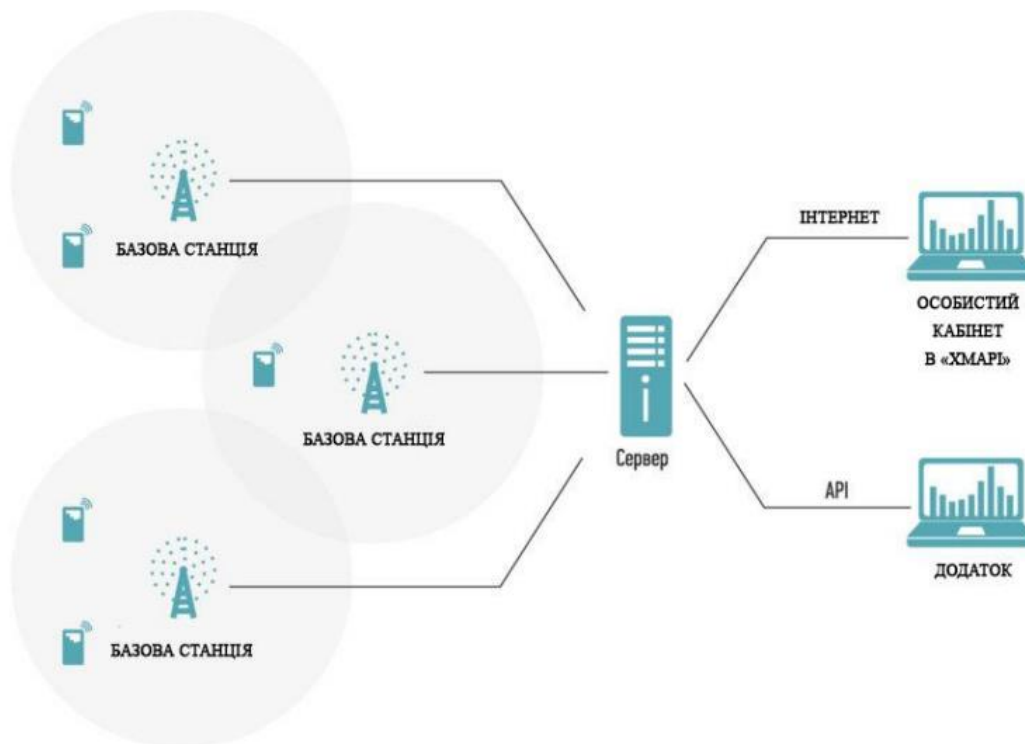 БАЗОВА СТАНЦІЯ
БАЗОВА СТАНЦІЯ
БАЗОВА СТАНЦІЯ
Сервер
ІНТЕРНЕТ
ОСОБИСТИЙ
КАБІНЕТ
В «ХМАРІ»
API
ДОДАТОК